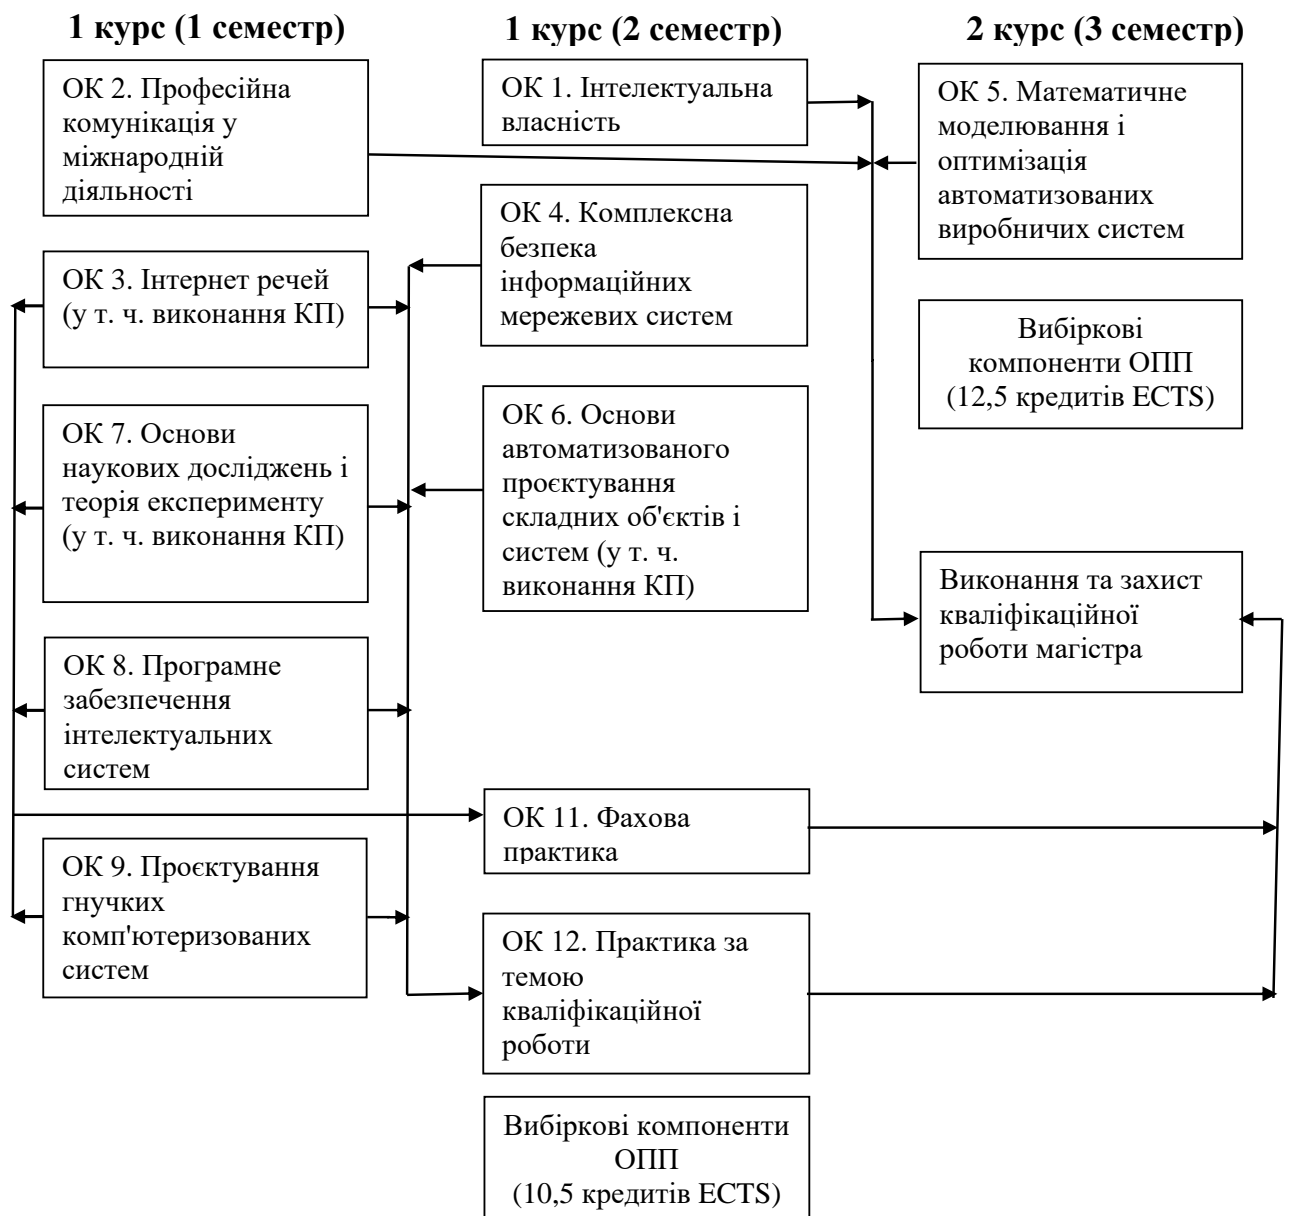 1 курс (1 семестр)
ОК 2. Професійна
комунікація у
міжнародній
діяльності
ОК 3. Інтернет речей
(у т. ч. виконання КП)
ОК 7. Основи
наукових досліджень і
теорія експерименту
(у т. ч. виконання КП)
ОК 8. Програмне
забезпечення
інтелектуальних
систем
ОК 9. Проєктування
гнучких
комп'ютеризованих
систем
1 курс (2 семестр)
ОК 1. Інтелектуальна
власність
ОК 4. Комплексна
безпека
інформаційних
мережевих систем
ОК 6. Основи
автоматизованого
проєктування
складних об'єктів і
систем (у т. ч.
виконання КП)
ОК 11. Фахова
практика
ОК 12. Практика за
темою
кваліфікаційної
роботи
Вибіркові компоненти
ОПП
(10,5 кредитів ECTS)
2 курс (3 семестр)
ОК 5. Математичне
моделювання і
оптимізація
автоматизованих
виробничих систем
Вибіркові
компоненти ОПП
(12,5 кредитів ECTS)
Виконання та захист
кваліфікаційної
роботи магістра